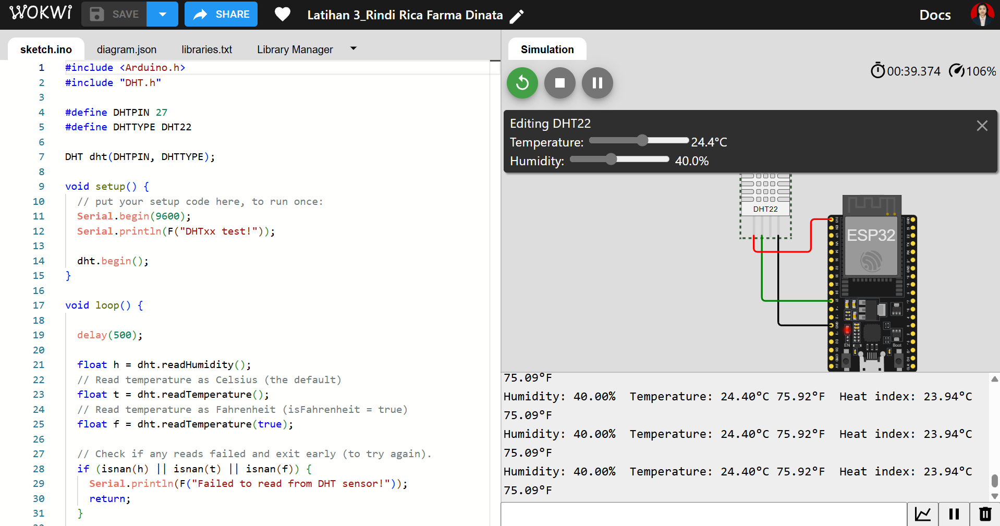 WOKWI
SAVE
SHARE
Latihan 3_Rindi Rica Farma Dinata
Docs
sketch.ino
diagram.json
libraries.txt
Library Manager
1 #include <Arduino.h>
2 #include "DHT.h"
3
4 #define DHTPIN 27
5 #define DHTTYPE DHT22
6
7 DHT dht(DHTPIN, DHTTYPE);
8
9 void setup() {
10 // put your setup code here, to run once:
11 Serial.begin(9600);
12 Serial.println(F("DHTxx test!"));
13
14 dht.begin();
15 }
16
17 void loop() {
18
19 delay(500);
20
21 float h = dht.readHumidity();
22 // Read temperature as Celsius (the default)
23 float t = dht.readTemperature();
24 // Read temperature as Fahrenheit (isFahrenheit = true)
25 float f = dht.readTemperature(true);
26
27 // Check if any reads failed and exit early (to try again).
28 if (isnan(h) || isnan(t) || isnan(f)) {
29 Serial.println(F("Failed to read from DHT sensor!"));
30 return;
31 }
Simulation
00:39.374
106%
Editing DHT22
Temperature: 24.4°C
Humidity: 40.0%
DHT22
ESP32
EN
Boot
75.09°F
Humidity: 40.00%  Temperature: 24.40°C 75.92°F  Heat index: 23.94°C
75.09°F
Humidity: 40.00%  Temperature: 24.40°C 75.92°F  Heat index: 23.94°C
75.09°F
Humidity: 40.00%  Temperature: 24.40°C 75.92°F  Heat index: 23.94°C
75.09°F